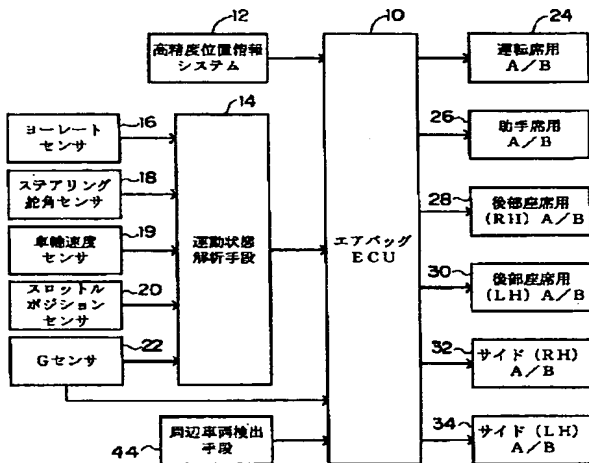 12
高精度位置情報
システム
10
エアバッグ
ECU
24
運転席用
A/B
14
運動状態
解析手段
16
ヨーレート
センサ
26
助手席用
A/B
18
ステアリング
舵角センサ
28
後部座席用
(RH) A/B
19
車輪速度
センサ
30
後部座席用
(LH) A/B
20
スロットル
ポジション
センサ
22
Gセンサ
32
サイド (RH)
A/B
44
周辺車両検出
手段
34
サイド (LH)
A/B